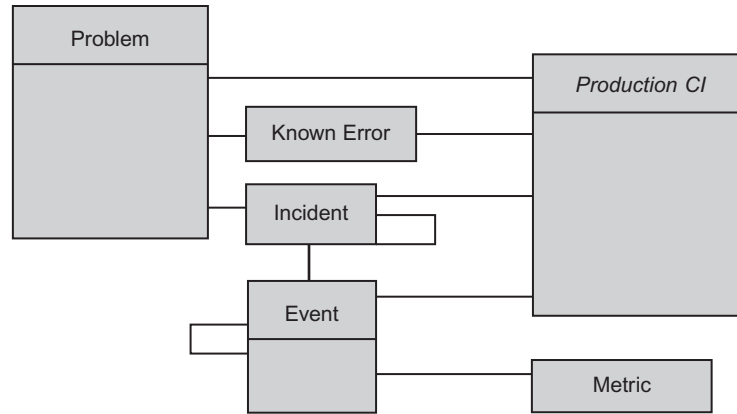 Problem
Production CI
Known Error
Incident
Event
Metric